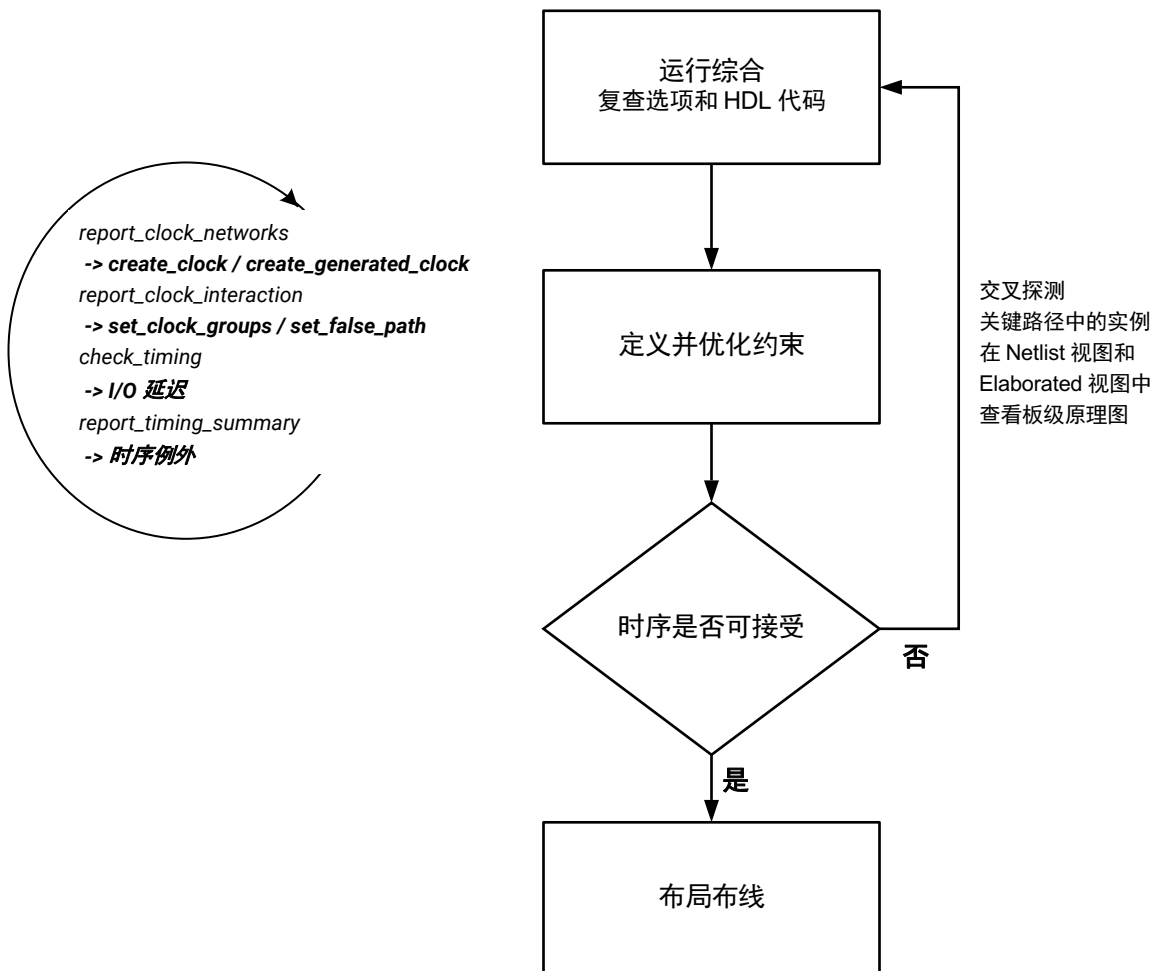 运行综合
复查选项和 HDL 代码
report_clock_networks
-> create_clock / create_generated_clock
report_clock_interaction
-> set_clock_groups / set_false_path
check_timing
-> I/O 延迟
report_timing_summary
-> 时序例外
定义并优化约束
交叉探测
关键路径中的实例
在 Netlist 视图和
Elaborated 视图中
查看板级原理图
时序是否可接受
否
是
布局布线